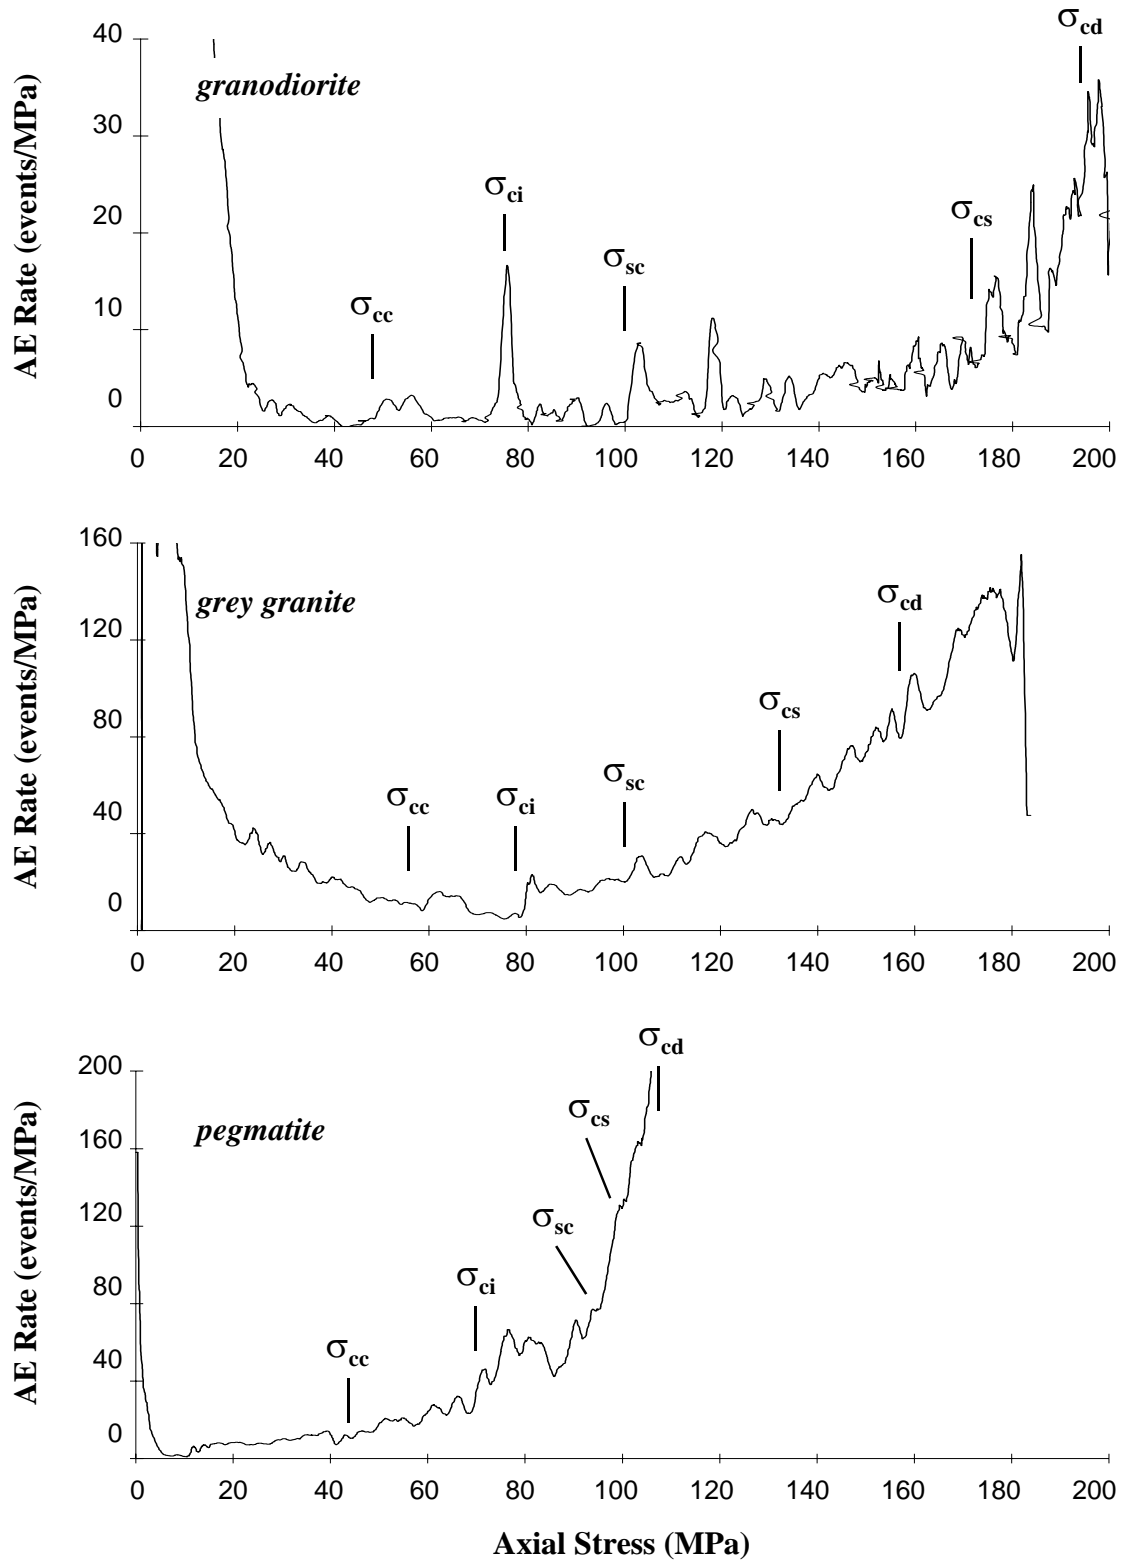 σcd
40
granodiorite
30
σci
20
σcs
σsc
σcc
10
0
AE Rate (events/MPa)
0 20 40 60 80 100 120 140 160 180 200
160
grey granite
σcd
120
σcs
80
σsc
σcc σci
40
0
AE Rate (events/MPa)
0 20 40 60 80 100 120 140 160 180 200
σcd
200
σcs
pegmatite
160
120
σsc
σci
80
σcc
40
0
AE Rate (events/MPa)
0 20 40 60 80 100 120 140 160 180 200
Axial Stress (MPa)